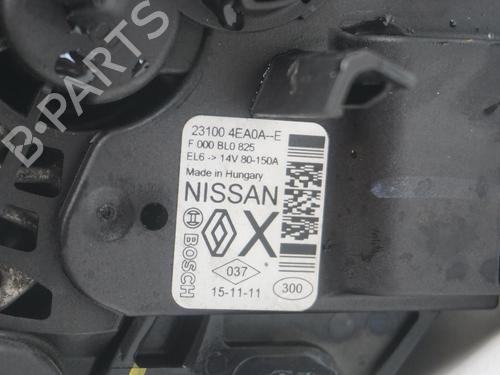 B-PARTS
23100 4EA0A--E
F 000 BL0 825
EL6 -> 14V 80-150A
Made in Hungary
NISSAN
X
BOSCH
037
15-11-11
300